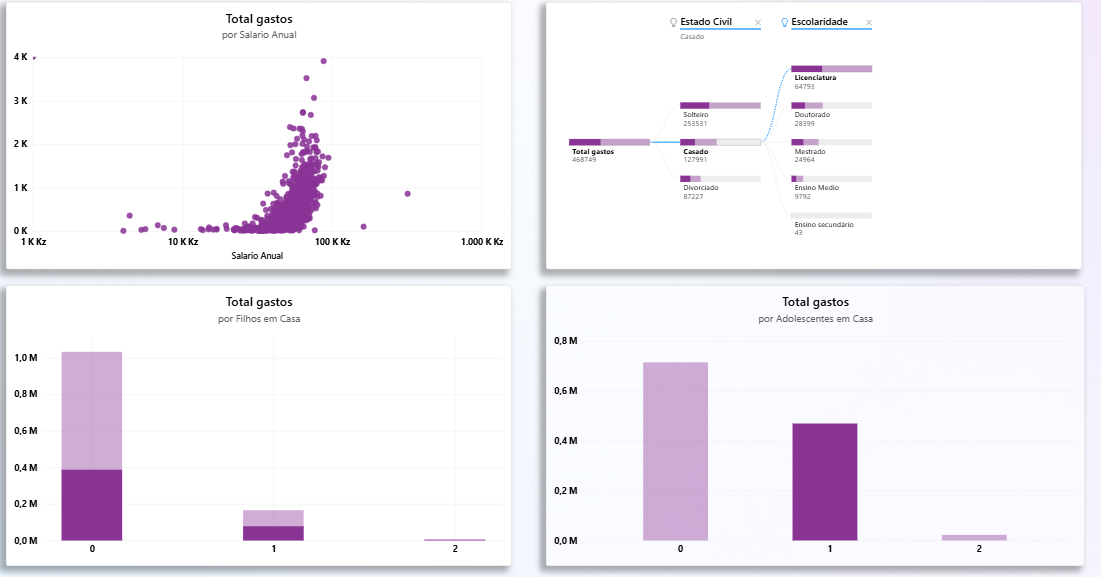 Total gastos
por Salario Anual
4 K
3 K
2 K
1 K
0 K
1 K Kz
10 K Kz
100 K Kz
1.000 K Kz
Salario Anual
Estado Civil
Casado
Escolaridade
Total gastos
468749
Solteiro
253531
Casado
127991
Divorciado
87227
Licenciatura
64793
Doutorado
28399
Mestrado
24964
Ensino Medio
9792
Ensino secundário
43
Total gastos
por Filhos em Casa
1,0 M
0,8 M
0,6 M
0,4 M
0,2 M
0,0 M
0
1
2
Total gastos
por Adolescentes em Casa
0,8 M
0,6 M
0,4 M
0,2 M
0,0 M
0
1
2